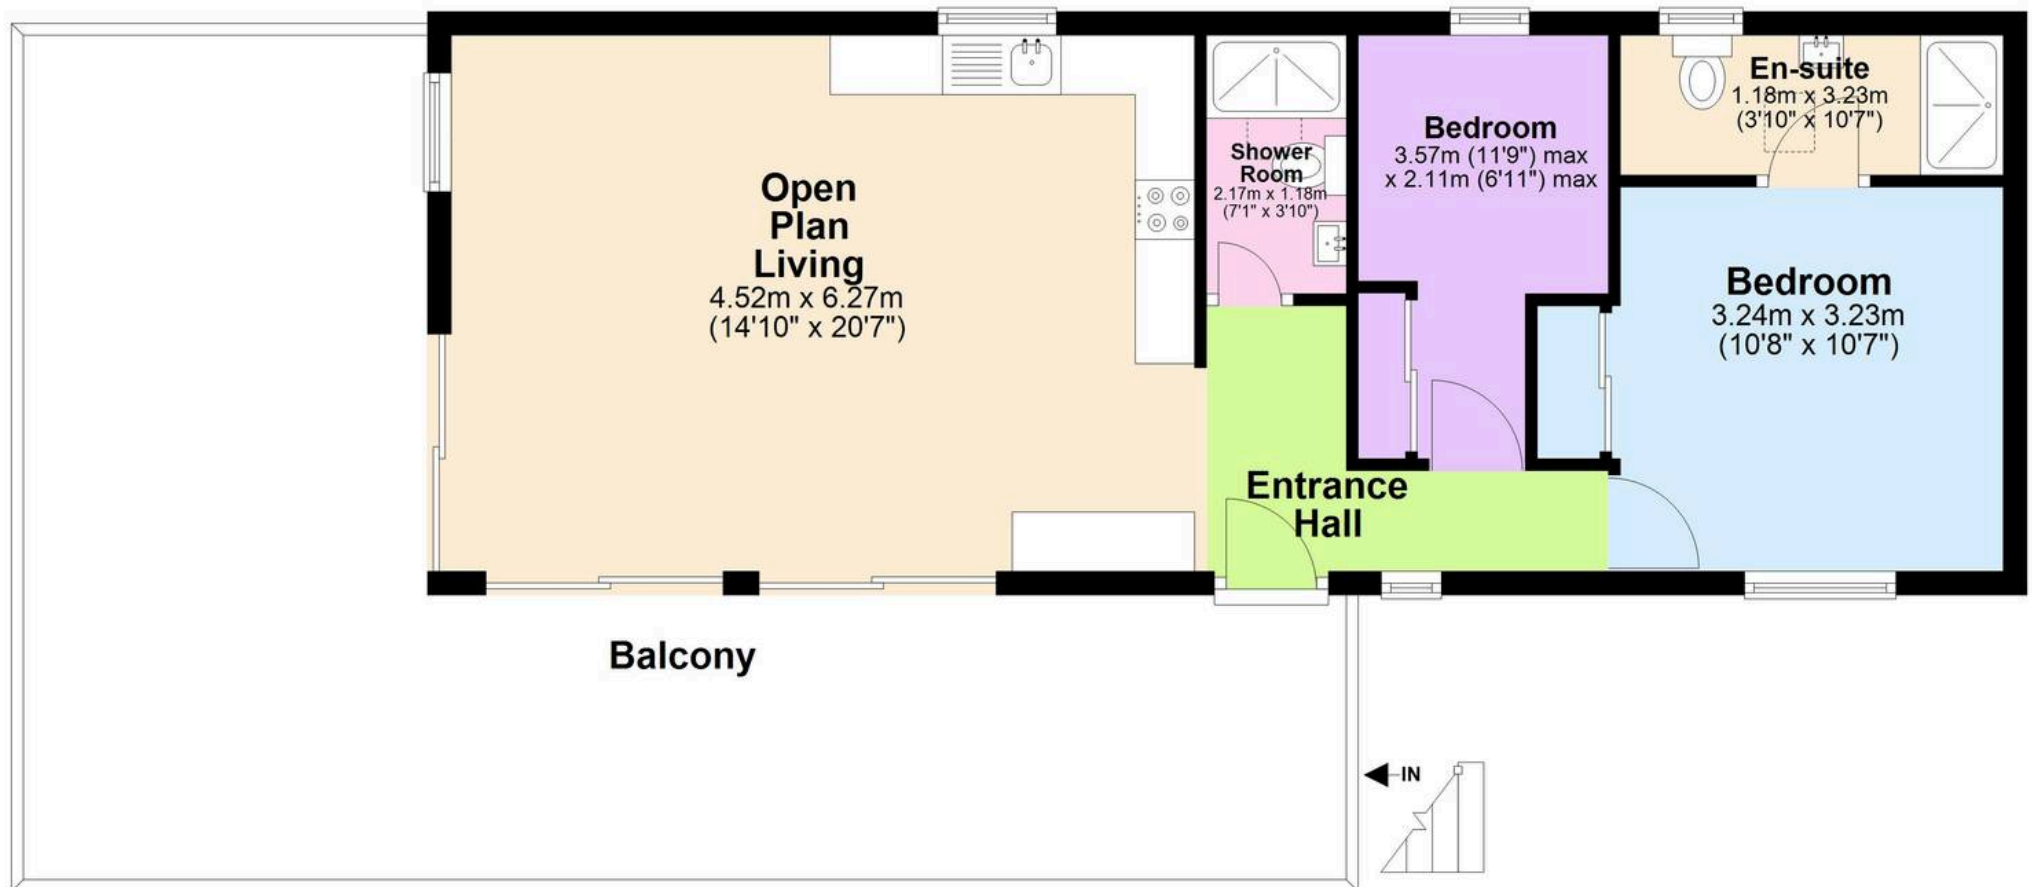 Open
Plan
Living
4.52m x 6.27m
(14'10" x 20'7")
Shower
Room
2.17m x 1.18m
(7'1" x 3'10")
Bedroom
3.57m (11'9") max
x 2.11m (6'11") max
En-suite
1.18m x 3.23m
(3'10" x 10'7")
Bedroom
3.24m x 3.23m
(10'8" x 10'7")
Entrance
Hall
Balcony
IN